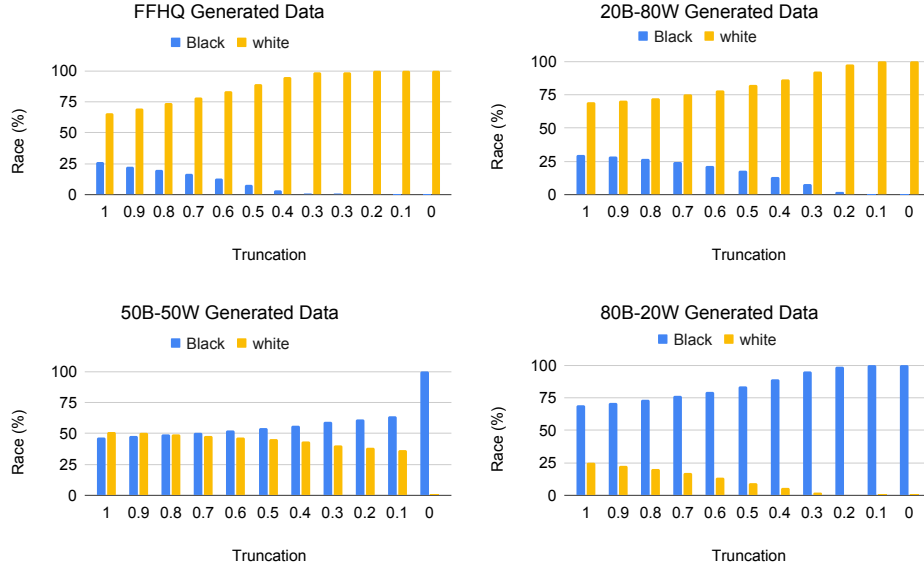 FFHQ Generated Data
Black white
100
75
50
25
0
Race (%)
1 0.9 0.8 0.7 0.6 0.5 0.4 0.3 0.3 0.2 0.1 0
Truncation
20B-80W Generated Data
Black white
100
75
50
25
0
Race (%)
1 0.9 0.8 0.7 0.6 0.5 0.4 0.3 0.2 0.1 0
Truncation
50B-50W Generated Data
Black white
100
75
50
25
0
Race (%)
1 0.9 0.8 0.7 0.6 0.5 0.4 0.3 0.2 0.1 0
Truncation
80B-20W Generated Data
Black white
100
75
50
25
0
Race (%)
1 0.9 0.8 0.7 0.6 0.5 0.4 0.3 0.2 0.1 0
Truncation